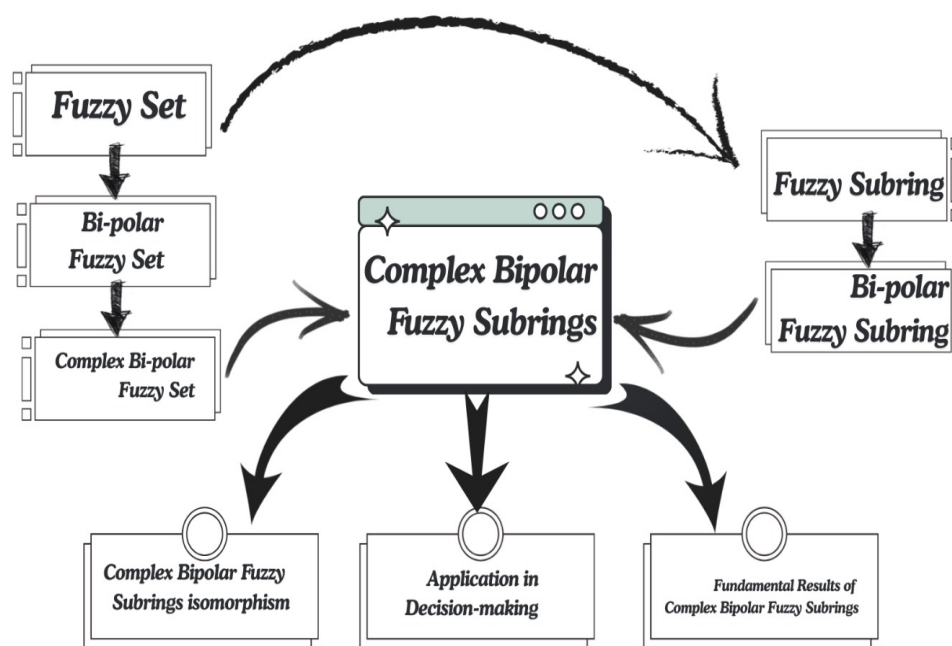 Fuzzy Set
Bi-polar
Fuzzy Set
Complex Bi-polar
Fuzzy Set
Complex Bipolar
Fuzzy Subrings
Fuzzy Subring
Bi-polar
Fuzzy Subring
Complex Bipolar Fuzzy
Subrings isomorphism
Application in
Decision-making
Fundamental Results of
Complex Bipolar Fuzzy Subrings